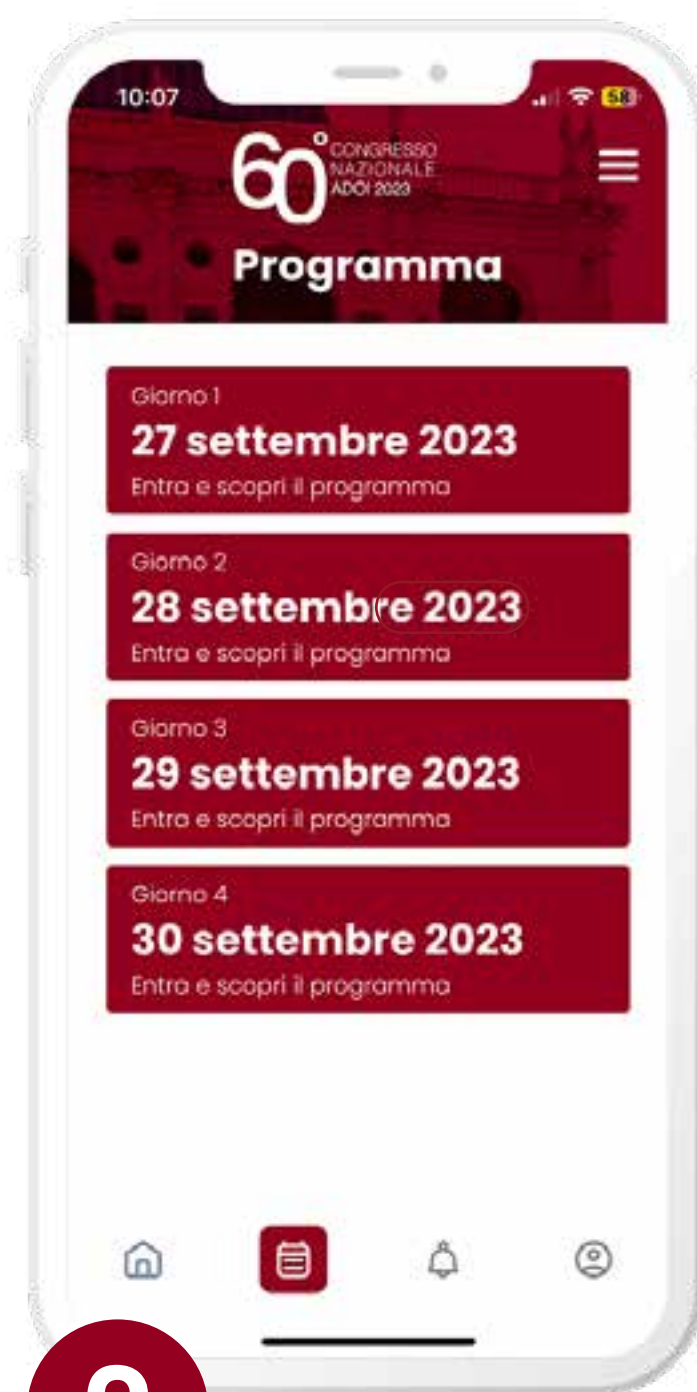 10:07
58
60°
CONGRESSO
NAZIONALE
ADOI 2023
Programma
Giorno 1
27 settembre 2023
Entra e scopri il programma
Giorno 2
28 settembre 2023
Entra e scopri il programma
Giorno 3
29 settembre 2023
Entra e scopri il programma
Giorno 4
30 settembre 2023
Entra e scopri il programma